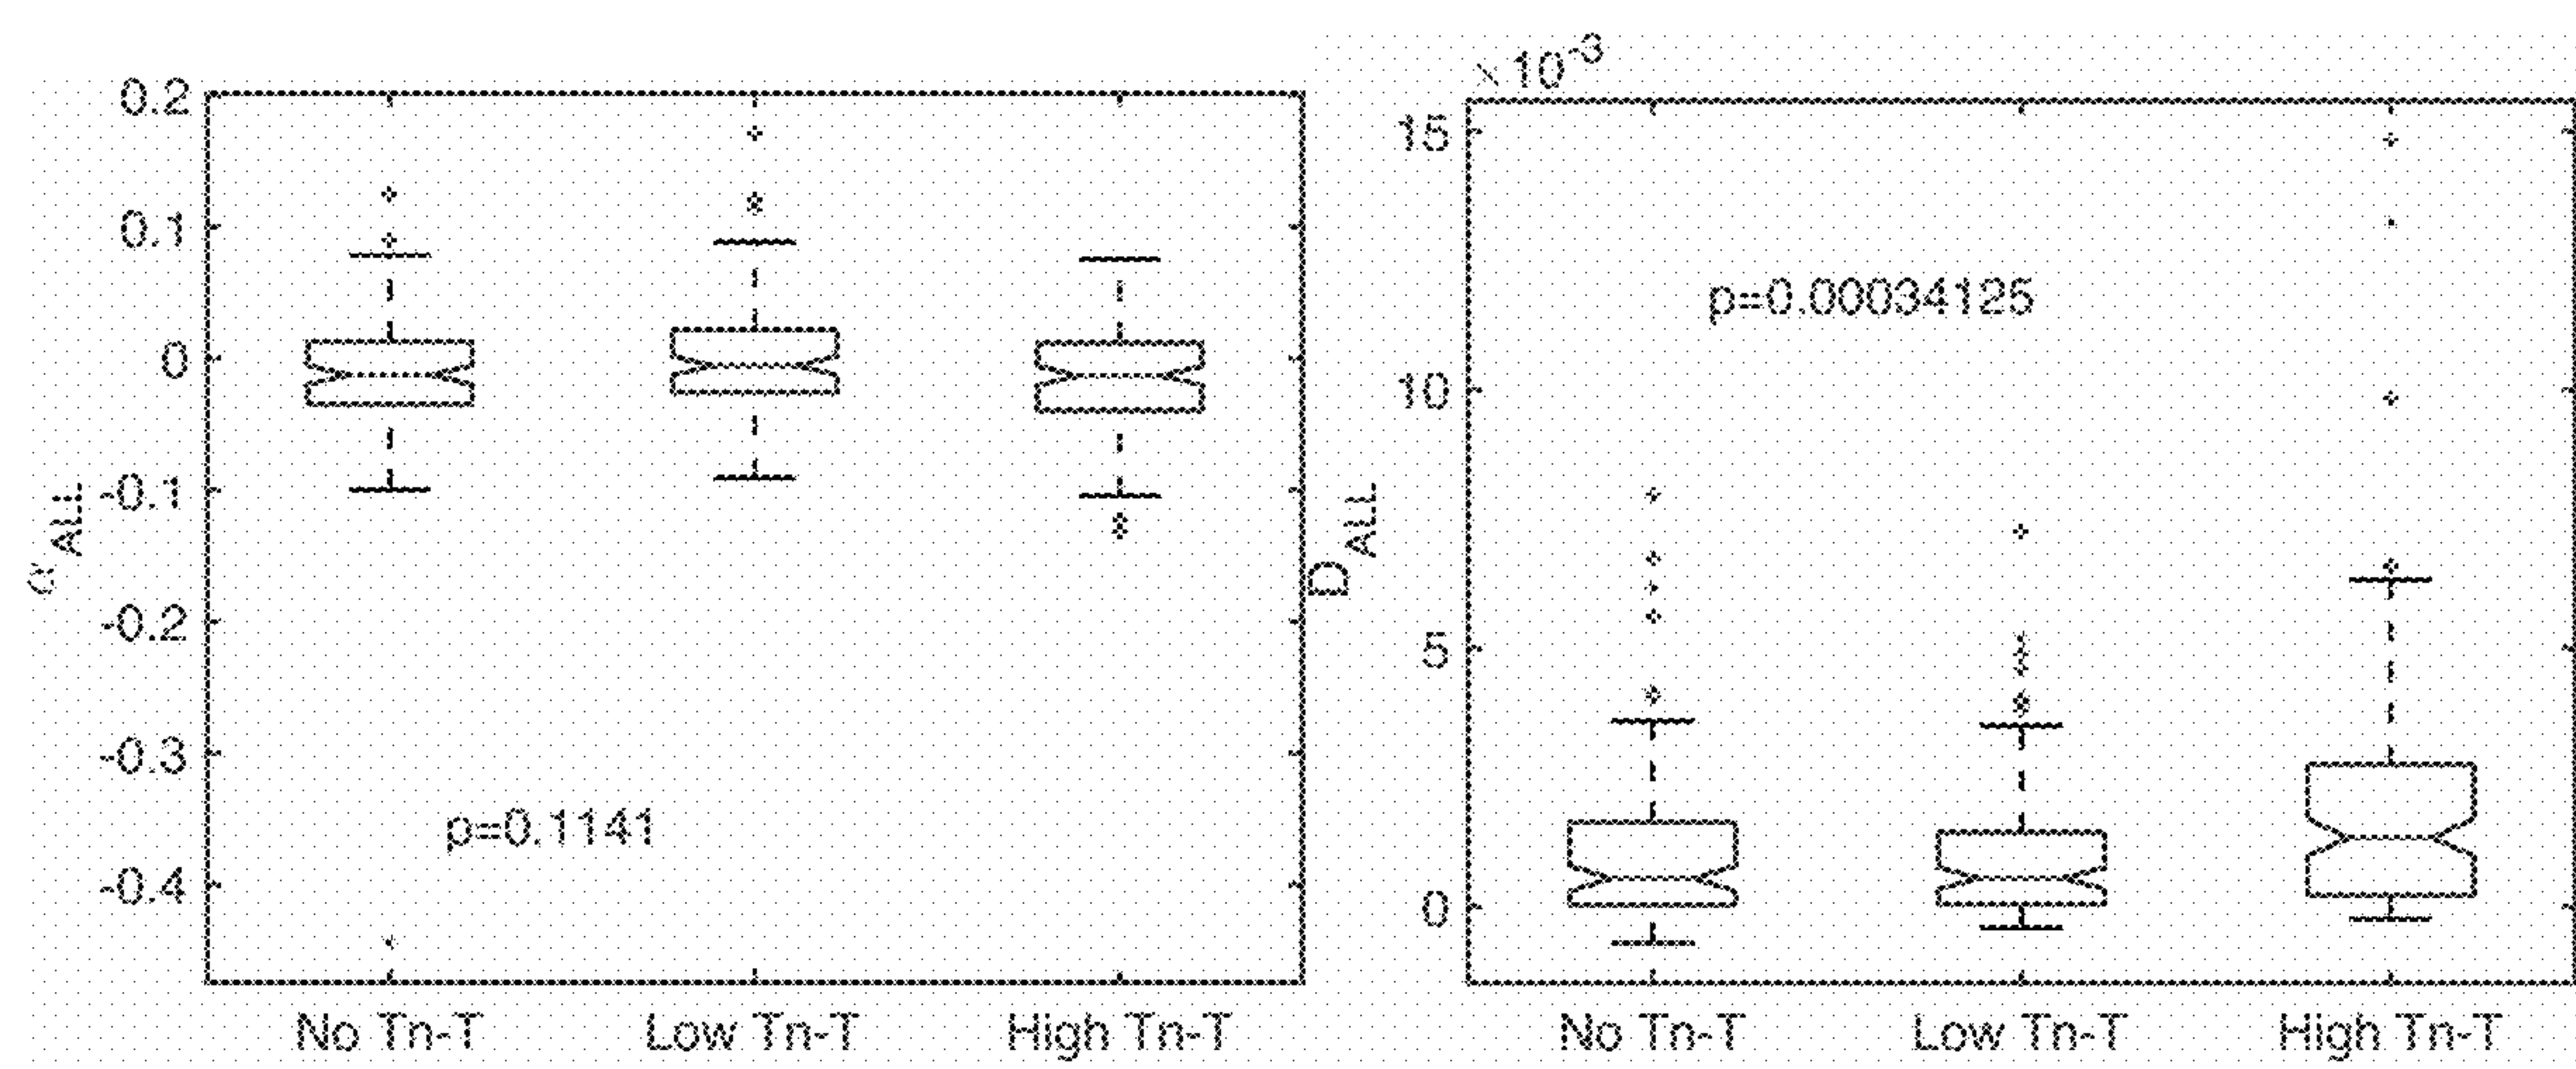 0.2
0.1
0
-0.1
-0.2
-0.3
-0.4
α ALL
p=0.1141
No Tn-T Low Tn-T High Tn-T
×10-3
15
10
5
0
D ALL
p=0.00034125
No Tn-T Low Tn-T High Tn-T